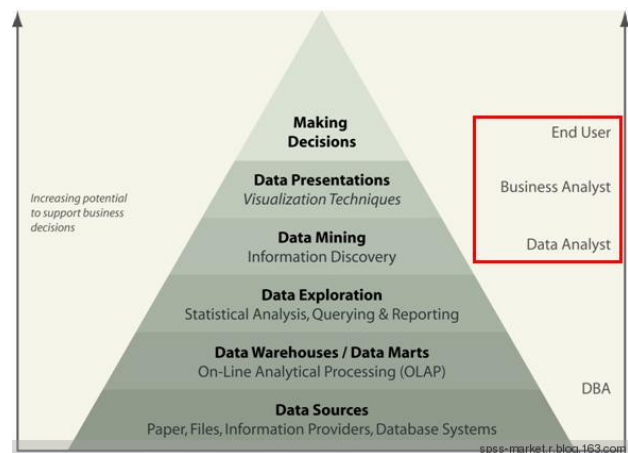 Making
Decisions
End User
Data Presentations
Visualization Techniques
Business Analyst
Increasing potential
to support business
decisions
Data Mining
Information Discovery
Data Analyst
Data Exploration
Statistical Analysis, Querying & Reporting
Data Warehouses / Data Marts
On-Line Analytical Processing (OLAP)
DBA
Data Sources
Paper, Files, Information Providers, Database Systems
spss-market.r.blog.163.com